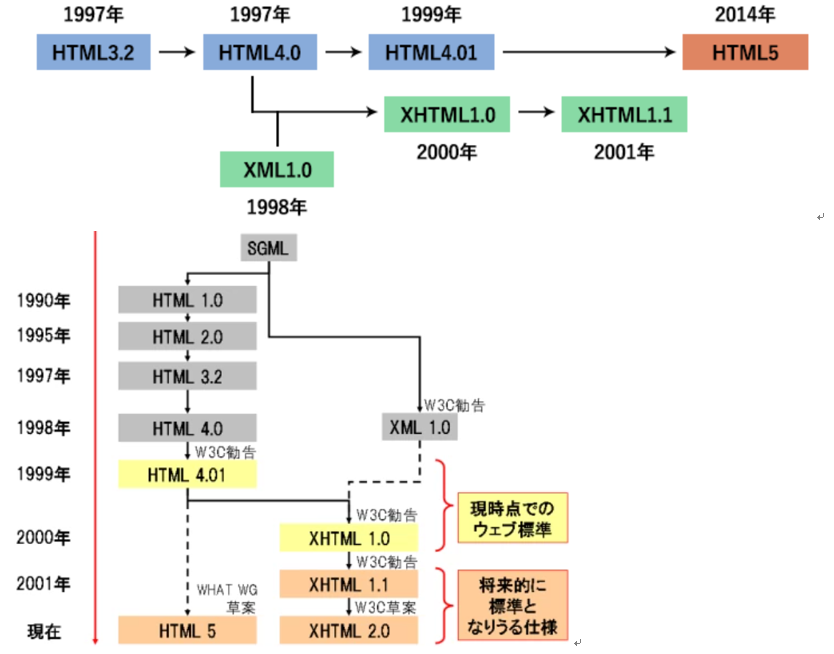 1997年 1997年 1999年 2014年
HTML3.2 HTML4.0 HTML4.01 HTML5
XHTML1.0 XHTML1.1
2000年 2001年
XML1.0
1998年
SGML
1990年 HTML 1.0
1995年 HTML 2.0
1997年 HTML 3.2
W3C勧告
1998年 HTML 4.0 XML 1.0
W3C勧告
1999年 HTML 4.01
現時点での
ウェブ標準
W3C勧告
2000年 XHTML 1.0
W3C勧告
2001年 XHTML 1.1
WHAT WG
草案
W3C草案
将来的に
標準と
なりうる仕様
現在 HTML 5 XHTML 2.0